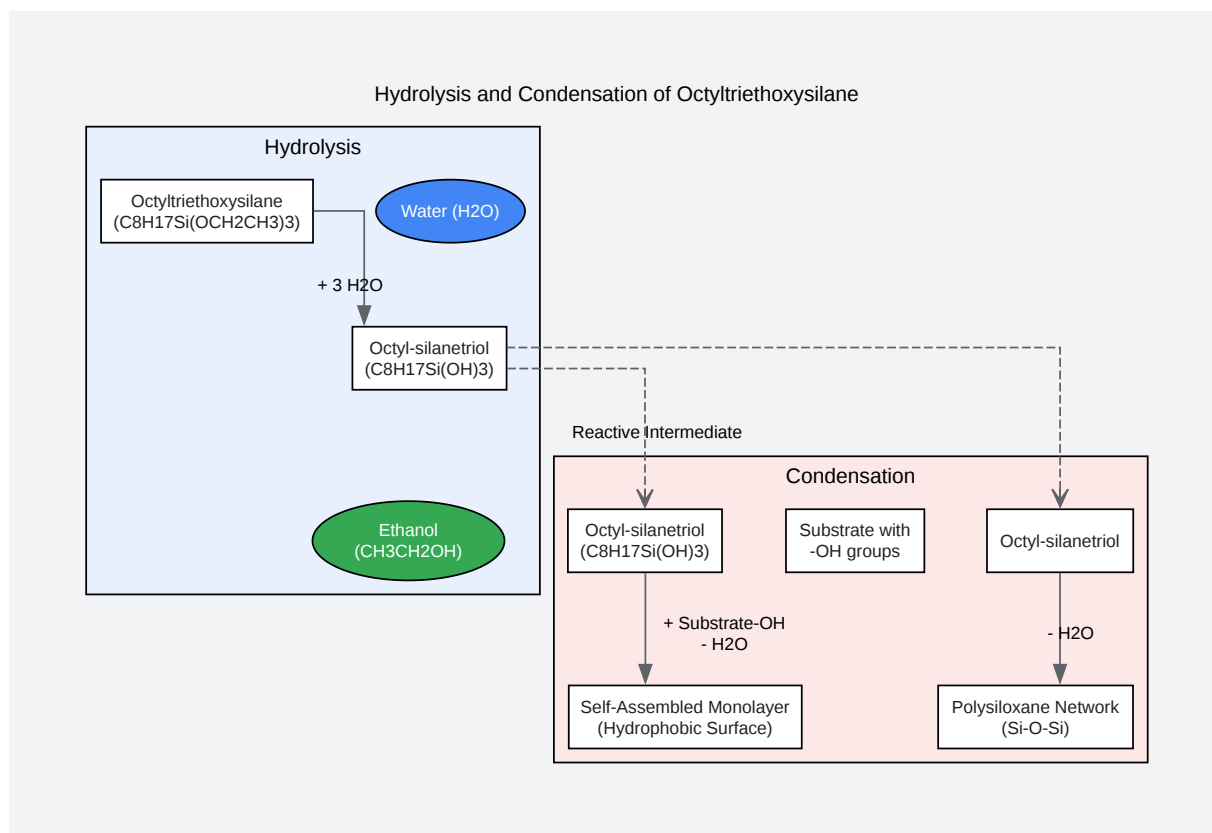 Hydrolysis and Condensation of Octyltriethoxysilane
Hydrolysis
Octyltriethoxysilane
(C8H17Si(OCH2CH3)3)
Water (H2O)
+ 3 H2O
Octyl-silanetriol
(C8H17Si(OH)3)
Ethanol
(CH3CH2OH)
Reactive Intermediate
Condensation
Octyl-silanetriol
(C8H17Si(OH)3)
Substrate with
-OH groups
Octyl-silanetriol
+ Substrate-OH
- H2O
- H2O
Self-Assembled Monolayer
(Hydrophobic Surface)
Polysiloxane Network
(Si-O-Si)